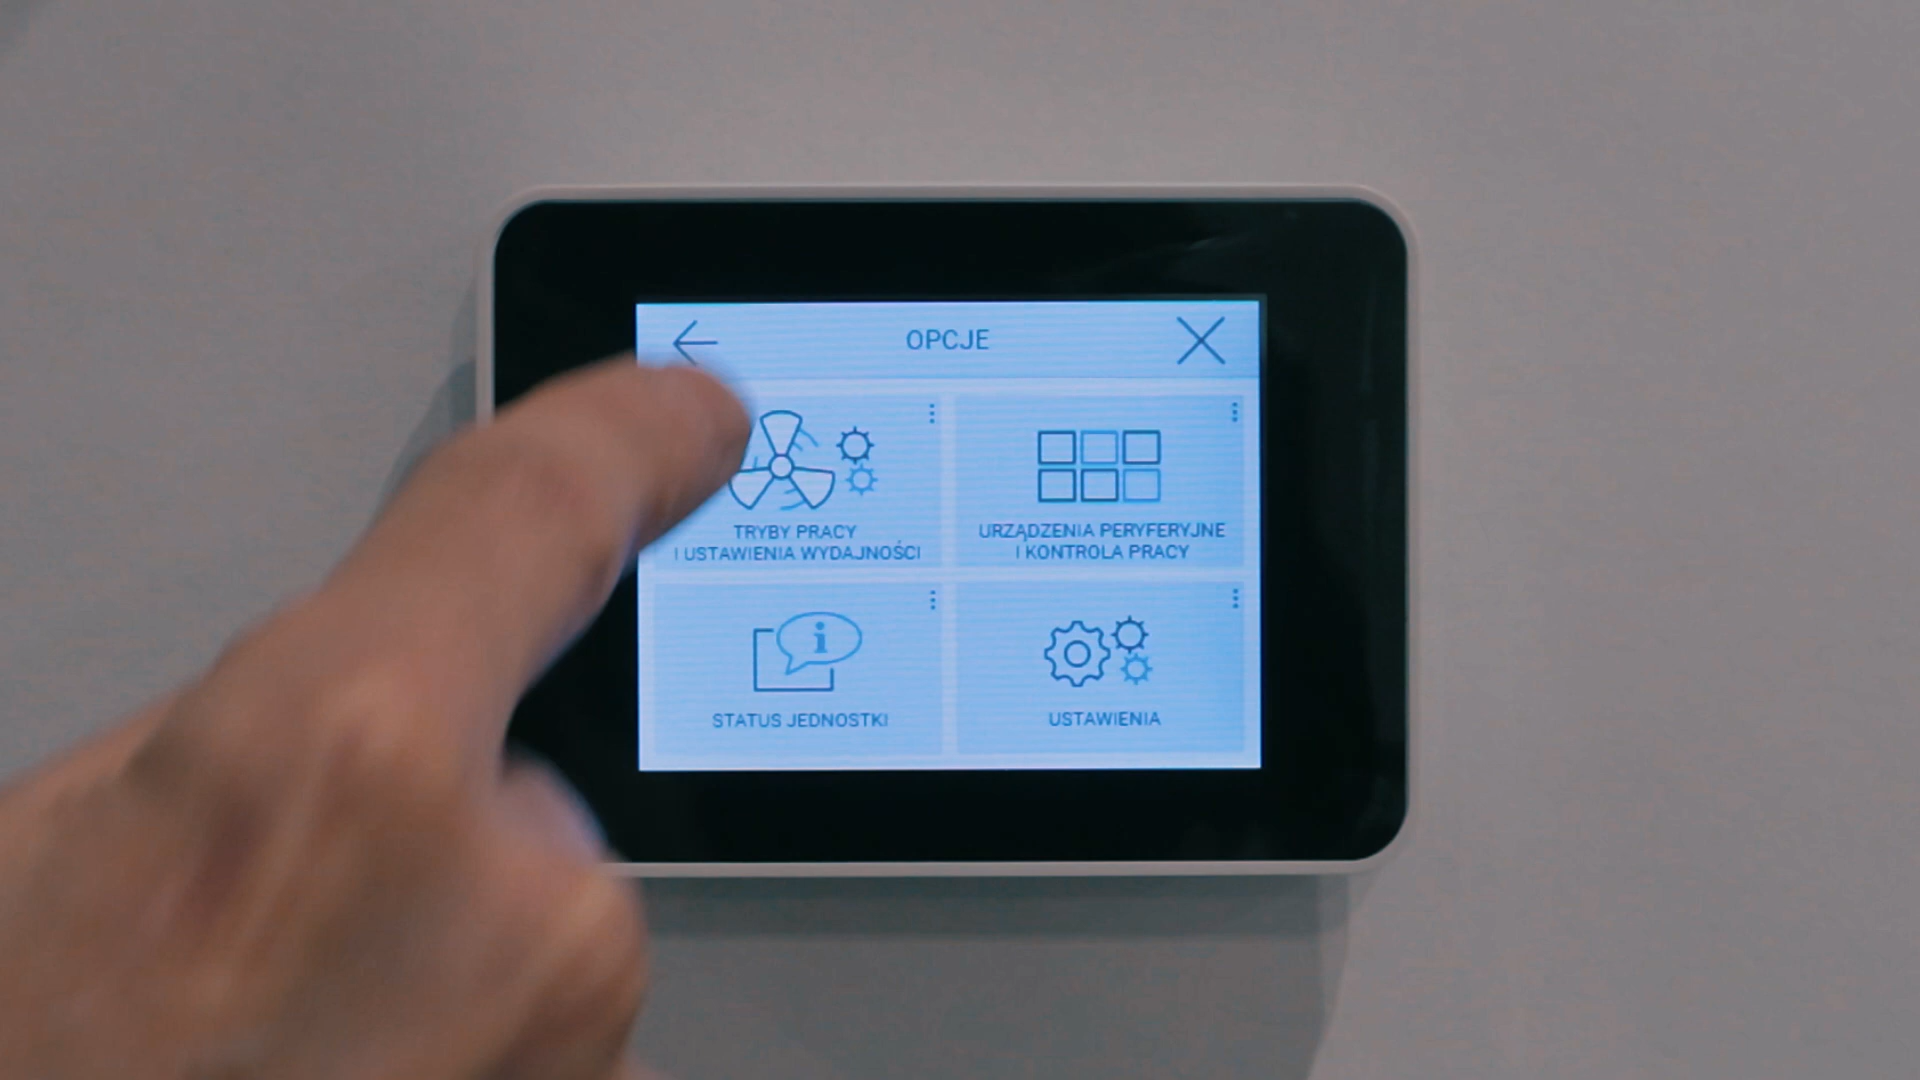 OPCJE
TRYBY PRACY
I USTAWIENIA WYDAJNOŚCI
URZĄDZENIA PERYFERYJNE
I KONTROLA PRACY
i
STATUS JEDNOSTKI
USTAWIENIA